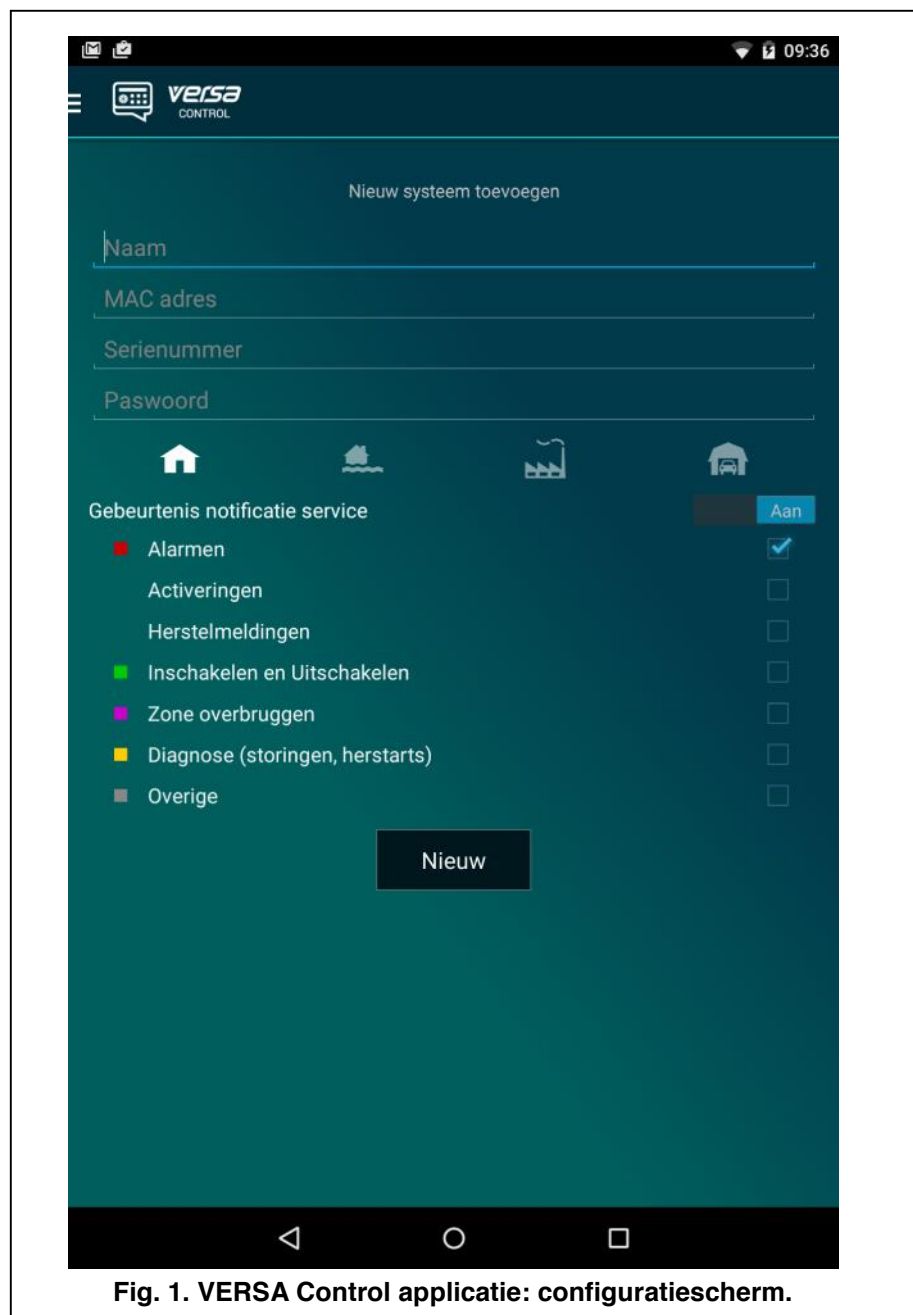 09:36
VERSA
CONTROL
Nieuw systeem toevoegen
Naam
MAC adres
Serienummer
Paswoord
Gebeurtenis notificatie service Aan
Alarmen
Activeringen
Herstelmeldingen
Inschakelen en Uitschakelen
Zone overbruggen
Diagnose (storingen, herstarts)
Overige
Nieuw
Fig. 1. VERSA Control applicatie: configuratiescherm.